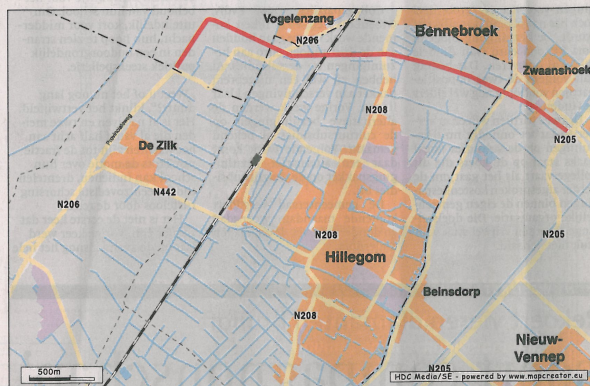 Vogelenzang
Bennebroek
N206
Zwaanshoek
N208
Provincialeweg
De Zilk
N205
N442
N206
N208
N205
Hillegom
Beinsdorp
N208
Nieuw-
Vennep
N205
500m
HDC Media/SE - powered by www.mapcreator.eu